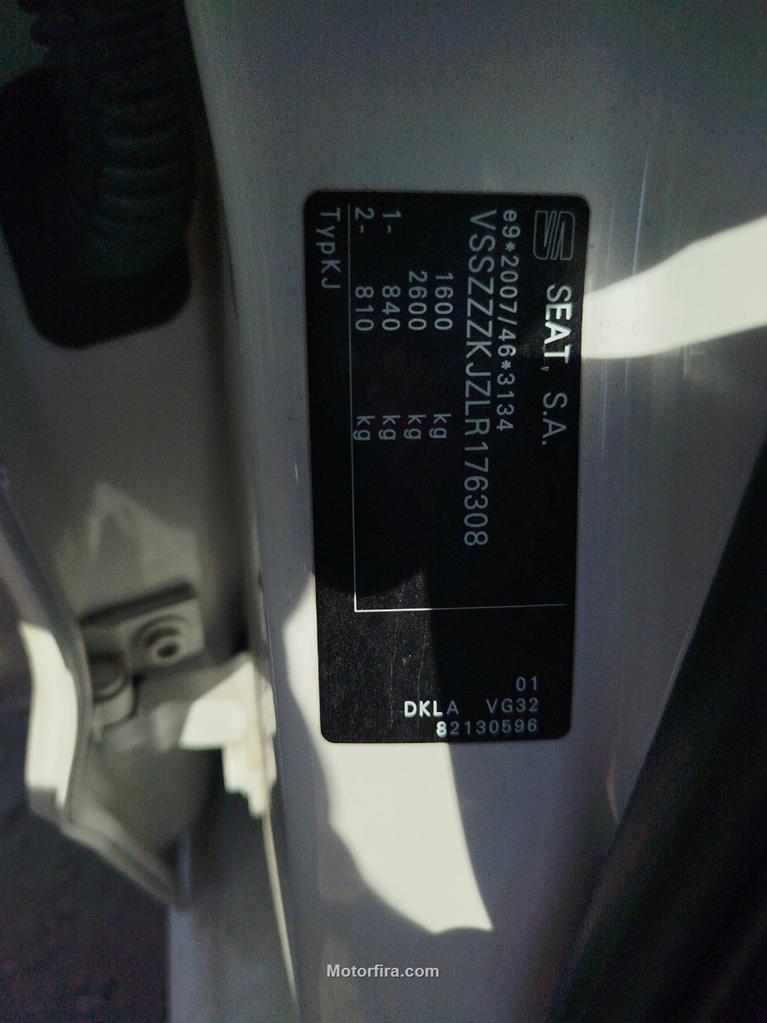 SEAT, S.A.
e9*2007/46*3134
VSSZZZKJZLR176308
1600 kg
2600 kg
1- 840 kg
2- 810 kg
TypKJ
01
DKLA VG32
82130596
Motorfira.com